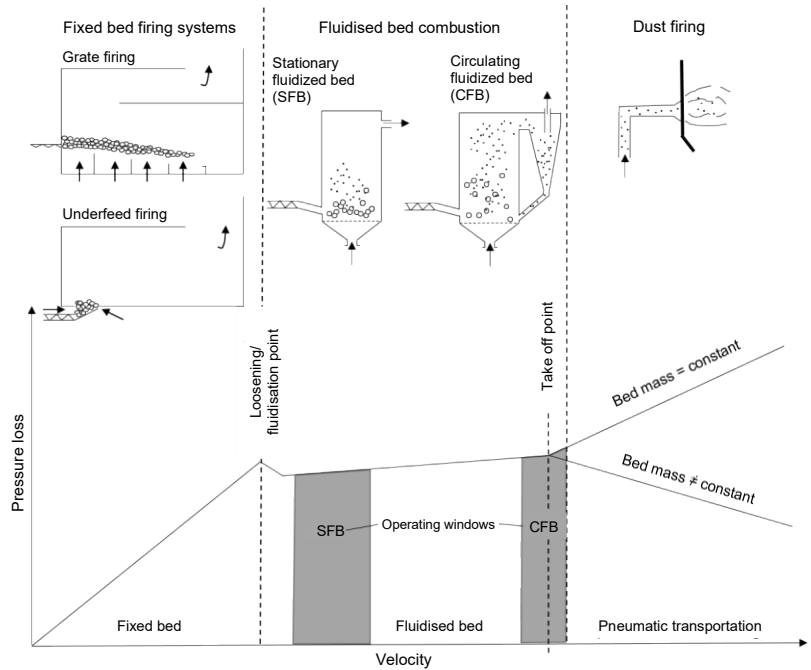 Fixed bed firing systems
Fluidised bed combustion
Dust firing
Grate firing
Stationary
fluidized bed
(SFB)
Circulating
fluidized bed
(CFB)
Underfeed firing
Loosening/
fluidisation point
Take off point
Bed mass = constant
Bed mass ≠ constant
Pressure loss
SFB
Operating windows
CFB
Fixed bed
Fluidised bed
Pneumatic transportation
Velocity